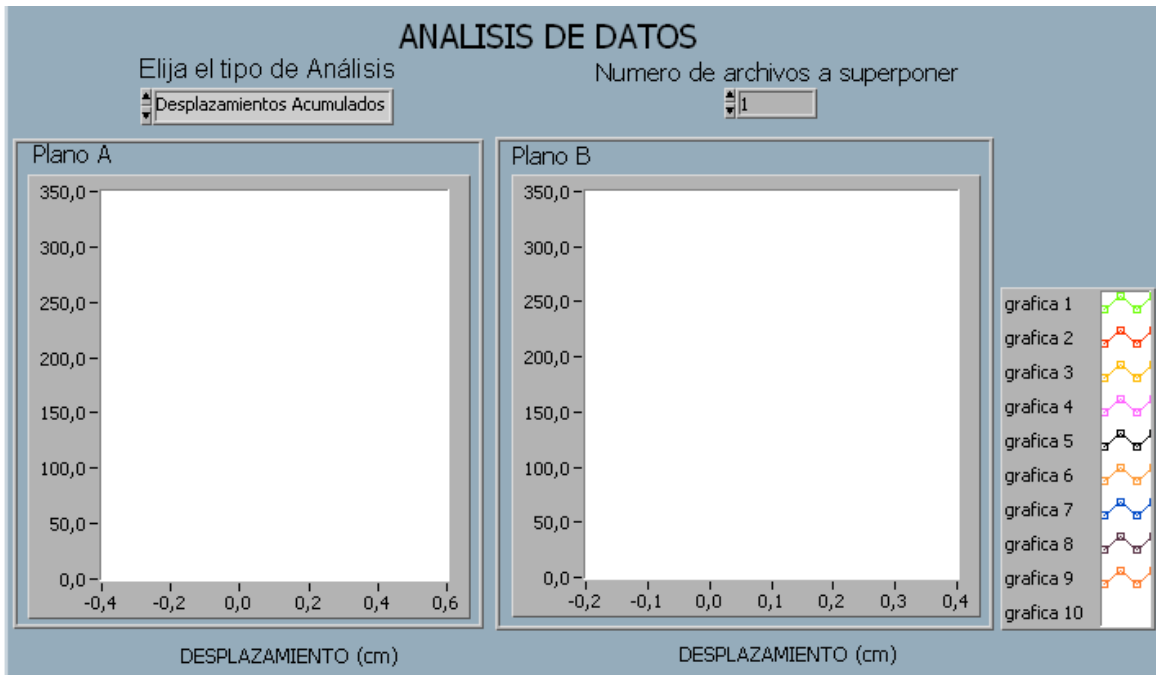 ANALISIS DE DATOS
Elija el tipo de Análisis
Numero de archivos a superponer
Desplazamientos Acumulados
1
Plano A
350,0
300,0
250,0
200,0
150,0
100,0
50,0
0,0
-0,4 -0,2 0,0 0,2 0,4 0,6
DESPLAZAMIENTO (cm)
Plano B
350,0
300,0
250,0
200,0
150,0
100,0
50,0
0,0
-0,2 -0,1 0,0 0,1 0,2 0,3 0,4
DESPLAZAMIENTO (cm)
grafica 1
grafica 2
grafica 3
grafica 4
grafica 5
grafica 6
grafica 7
grafica 8
grafica 9
grafica 10